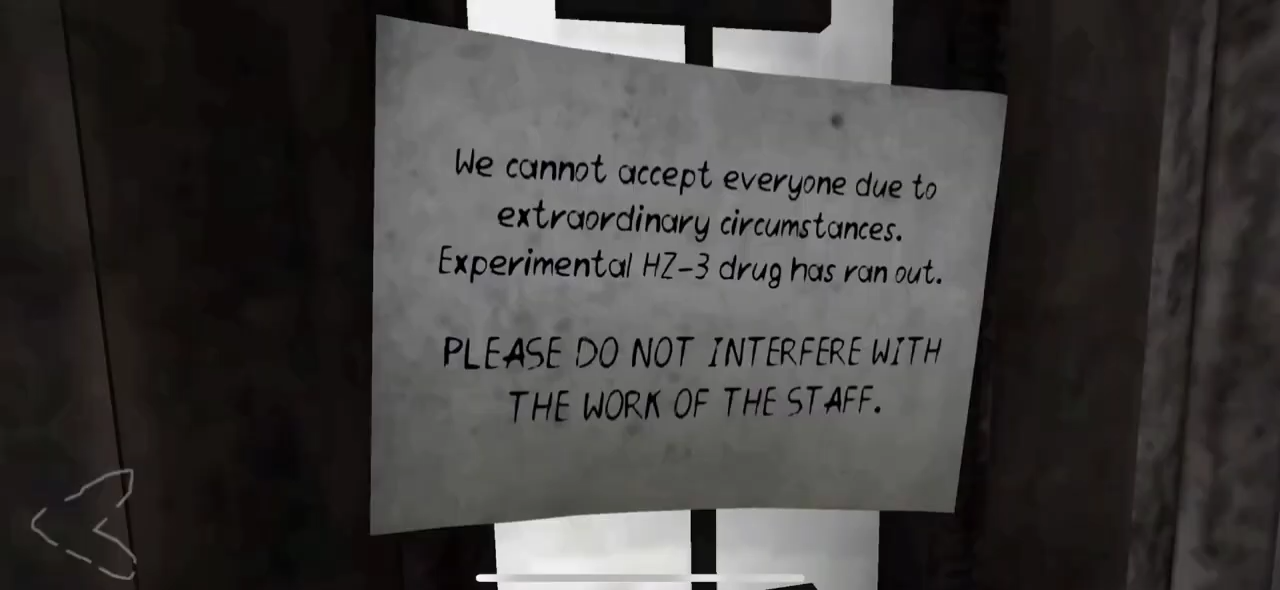 We cannot accept everyone due to
extraordinary circumstances.
Experimental HZ-3 drug has ran out.
PLEASE DO NOT INTERFERE WITH
THE WORK OF THE STAFF.